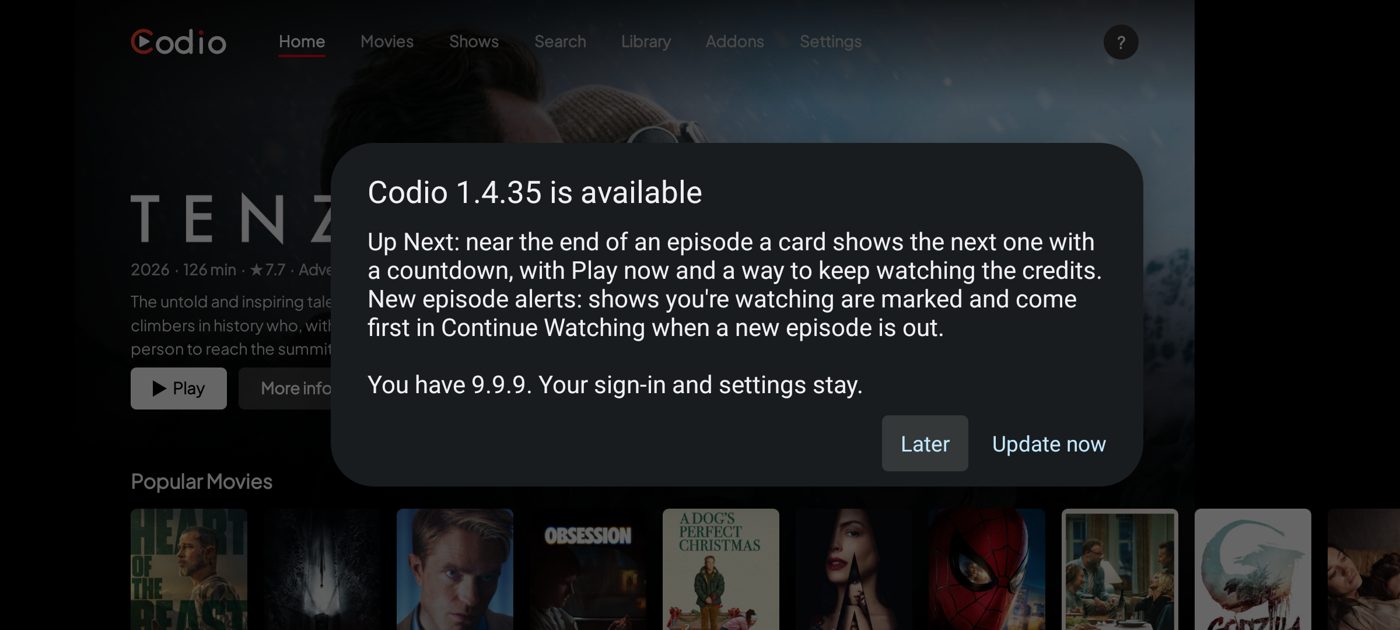 Codio
Home Movies Shows Search Library Addons Settings ?
TENZ
2026 · 126 min · ★ 7.7 · Adve
The untold and inspiring tale
climbers in history who, with
person to reach the summit
Play More info
Codio 1.4.35 is available
Up Next: near the end of an episode a card shows the next one with
a countdown, with Play now and a way to keep watching the credits.
New episode alerts: shows you're watching are marked and come
first in Continue Watching when a new episode is out.
You have 9.9.9. Your sign-in and settings stay.
Later Update now
Popular Movies
HEART
OF
THE
BEAST
OBSESSION
A DOG'S
PERFECT
CHRISTMAS
GODZILLA